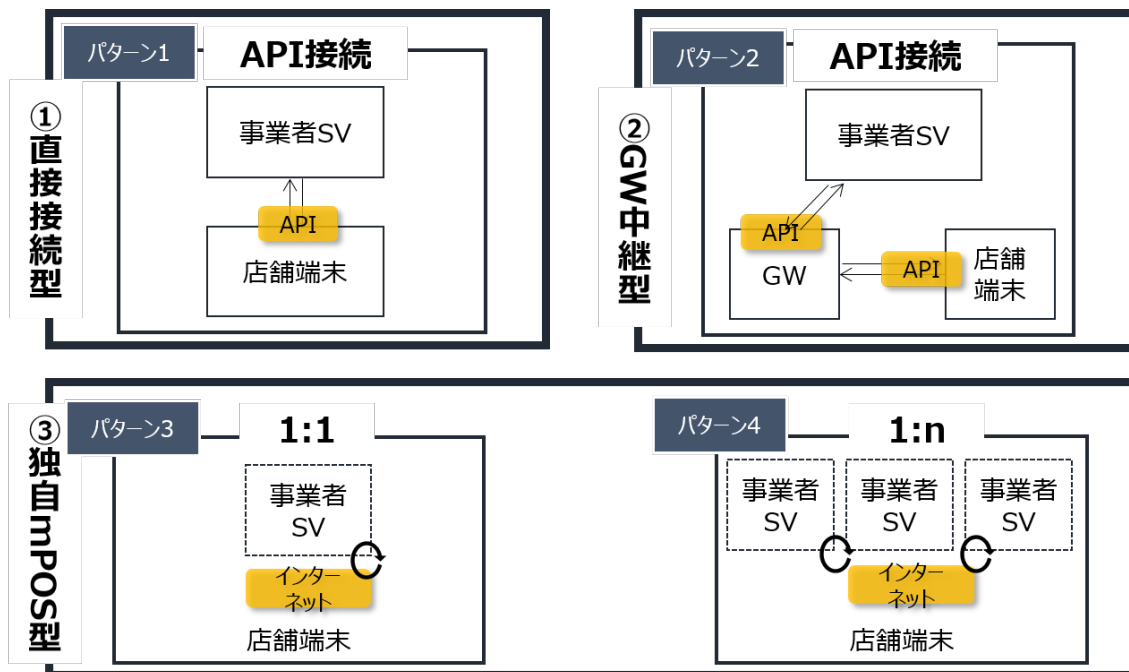 パターン1
API接続
①直接接続型
事業者SV
API
店舗端末
パターン2
API接続
②GW中継型
事業者SV
API
GW
API
店舗
端末
パターン3
1:1
③独自mPOS型
事業者
SV
インター
ネット
店舗端末
パターン4
1:n
事業者
SV
事業者
SV
事業者
SV
インター
ネット
店舗端末